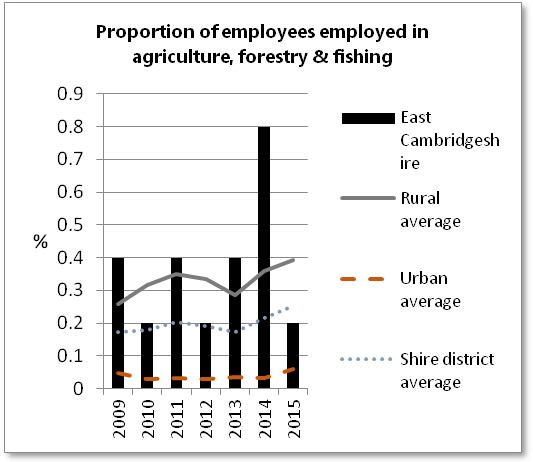 Proportion of employees employed in
agriculture, forestry & fishing
0.9
0.8
0.7
0.6
0.5
0.4
0.3
0.2
0.1
0
%
2009
2010
2011
2012
2013
2014
2015
East
Cambridgesh
ire
Rural
average
Urban
average
Shire district
average